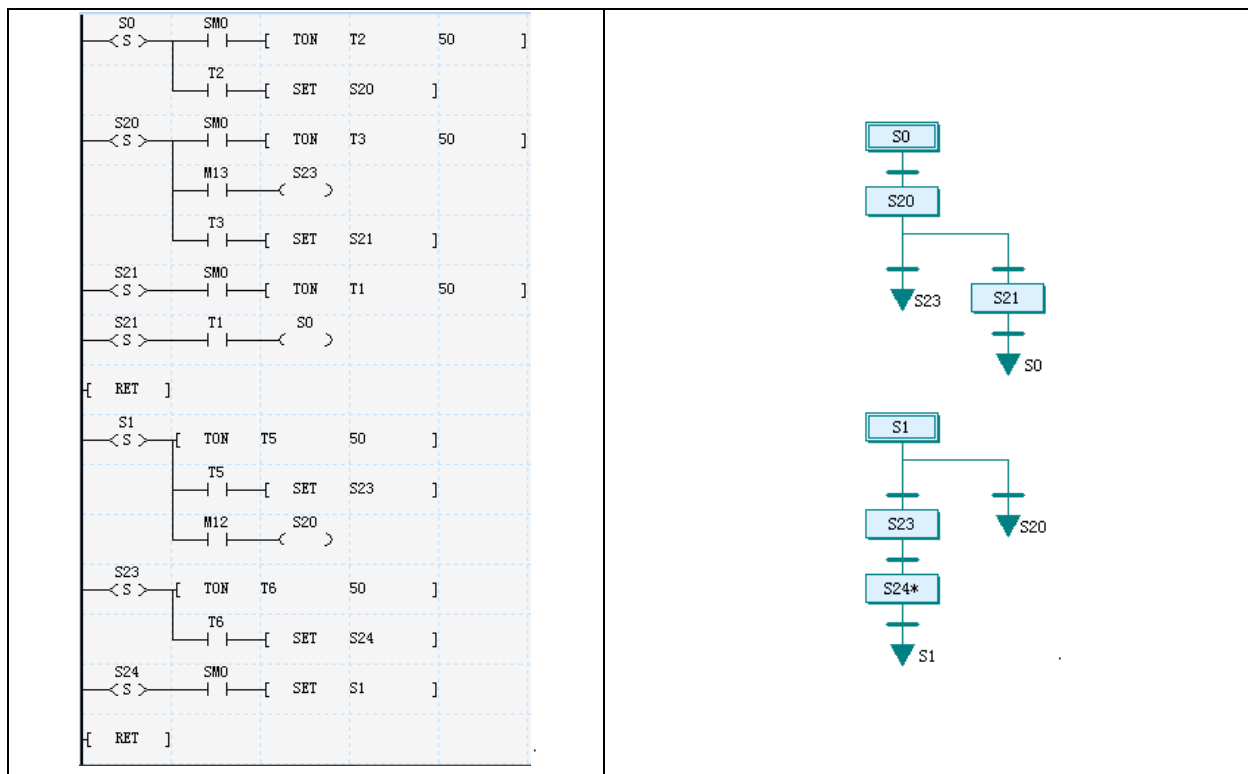 S0 SM0
S TON T2 50 ]
T2
SET S20 ]
S20 SM0
S TON T3 50 ]
M13 S23
T3
SET S21 ]
S21 SM0
S TON T1 50 ]
S21 T1 S0
S
[ RET ]
S1
S [ TON T5 50 ]
T5
[ SET S23 ]
M12 S20
S23
S [ TON T6 50 ]
T6
[ SET S24 ]
S24 SM0
S [ SET S1 ]
[ RET ]
S0
S20
S23
S21
S0
S1
S23
S20
S24*
S1